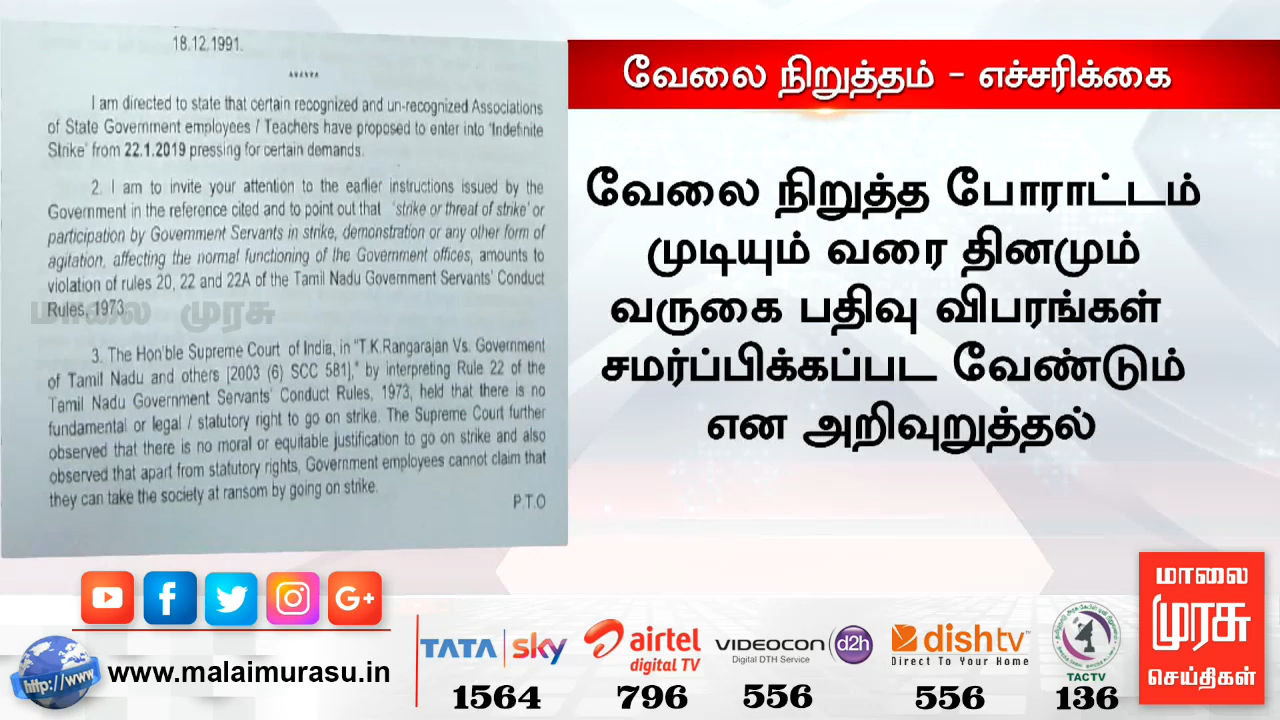 18.12.1991.
******
I am directed to state that certain recognized and un-recognized Associations
of State Government employees / Teachers have proposed to enter into 'Indefinite
Strike' from 22.1.2019 pressing for certain demands.
2. I am to invite your attention to the earlier instructions issued by the
Government in the reference cited and to point out that 'strike or threat of strike' or
participation by Government Servants in strike, demonstration or any other form of
agitation, affecting the normal functioning of the Government offices, amounts to
violation of rules 20, 22 and 22A of the Tamil Nadu Government Servants' Conduct
Rules, 1973.
மாலை முரசு
3. The Hon'ble Supreme Court of India, in "T.K.Rangarajan Vs. Government
of Tamil Nadu and others [2003 (6) SCC 581]," by interpreting Rule 22 of the
Tamil Nadu Government Servants' Conduct Rules, 1973, held that there is no
fundamental or legal / statutory right to go on strike. The Supreme Court further
observed that there is no moral or equitable justification to go on strike and also
observed that apart from statutory rights, Government employees cannot claim that
they can take the society at ransom by going on strike.
P.T.O
வேலை நிறுத்தம் - எச்சரிக்கை
வேலை நிறுத்த போராட்டம்
முடியும் வரை தினமும்
வருகை பதிவு விபரங்கள்
சமர்ப்பிக்கப்பட வேண்டும்
என அறிவுறுத்தல்
http://www
www.malaimurasu.in
TATA sky
1564
airtel
digital TV
796
VIDEOCON d2h
Digital DTH Service
556
dishtv
Direct To Your Home
556
TACTV
136
மாலை
முரசு
செய்திகள்